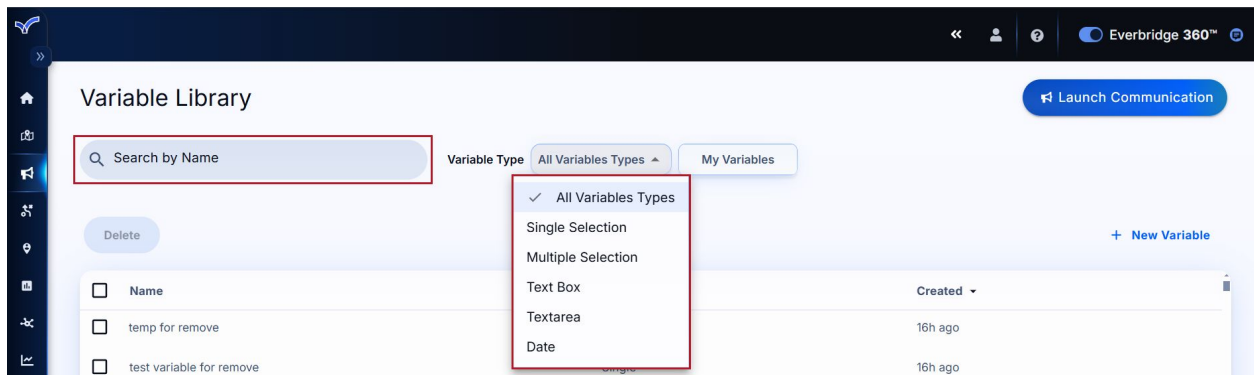 Everbridge 360™
Variable Library
Launch Communication
Search by Name
Variable Type
All Variables Types
My Variables
All Variables Types
Single Selection
Multiple Selection
Text Box
Textarea
Date
Delete
+ New Variable
Name
Created
temp for remove
16h ago
test variable for remove
16h ago